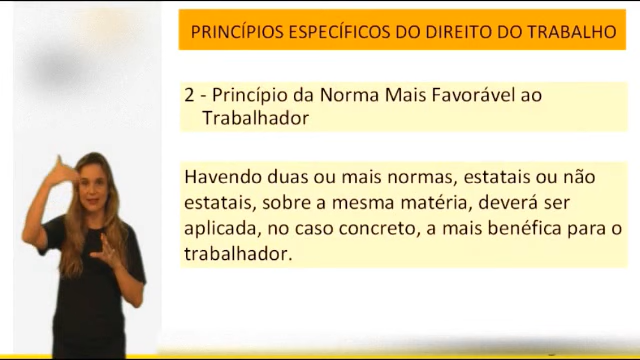 PRINCÍPIOS ESPECÍFICOS DO DIREITO DO TRABALHO
2 - Princípio da Norma Mais Favorável ao
Trabalhador
Havendo duas ou mais normas, estatais ou não
estatais, sobre a mesma matéria, deverá ser
aplicada, no caso concreto, a mais benéfica para o
trabalhador.